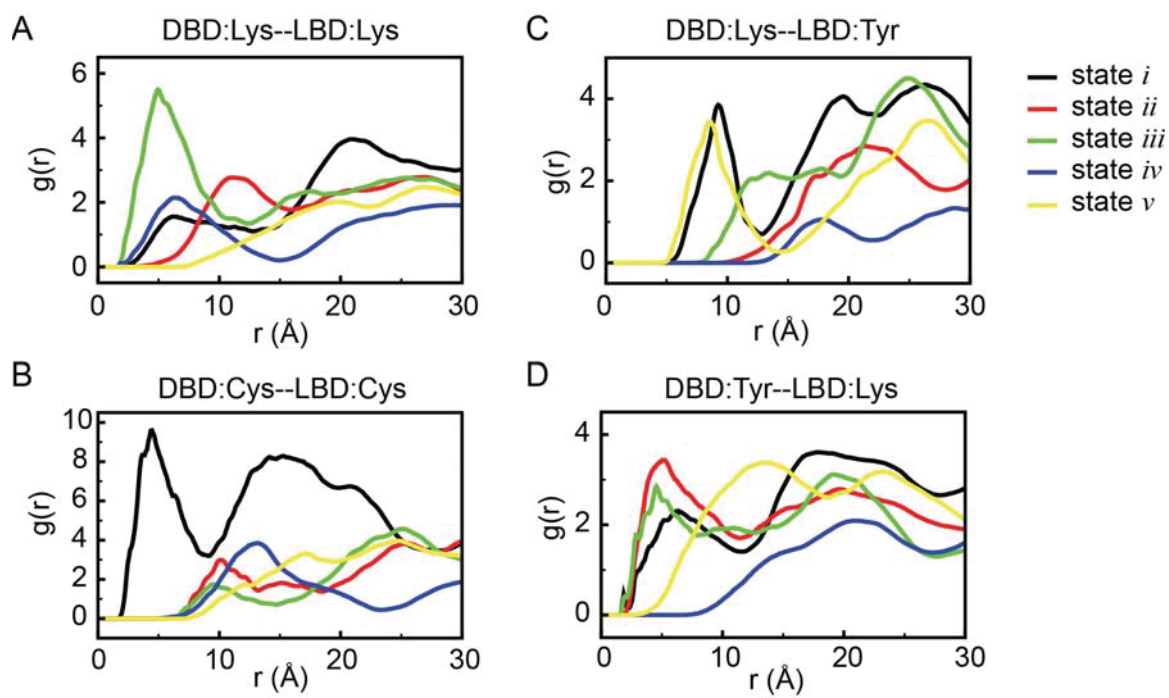 A
DBD:Lys--LBD:Lys
g(r)
6
4
2
0
0 10 20 30
r (Å)
C
DBD:Lys--LBD:Tyr
g(r)
4
2
0
0 10 20 30
r (Å)
state i
state ii
state iii
state iv
state v
B
DBD:Cys--LBD:Cys
g(r)
10
8
6
4
2
0
0 10 20 30
r (Å)
D
DBD:Tyr--LBD:Lys
g(r)
4
2
0
0 10 20 30
r (Å)